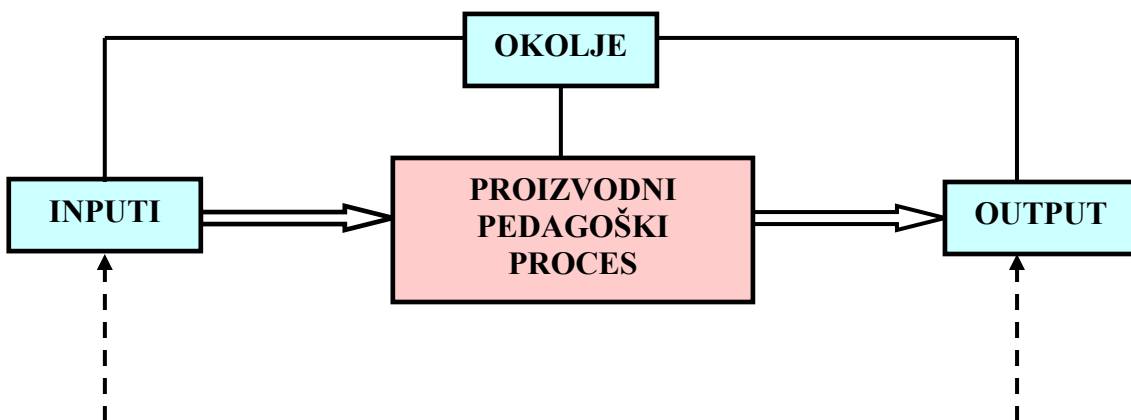 OKOLJE
INPUTI
PROIZVODNI
PEDAGOŠKI
PROCES
OUTPUT